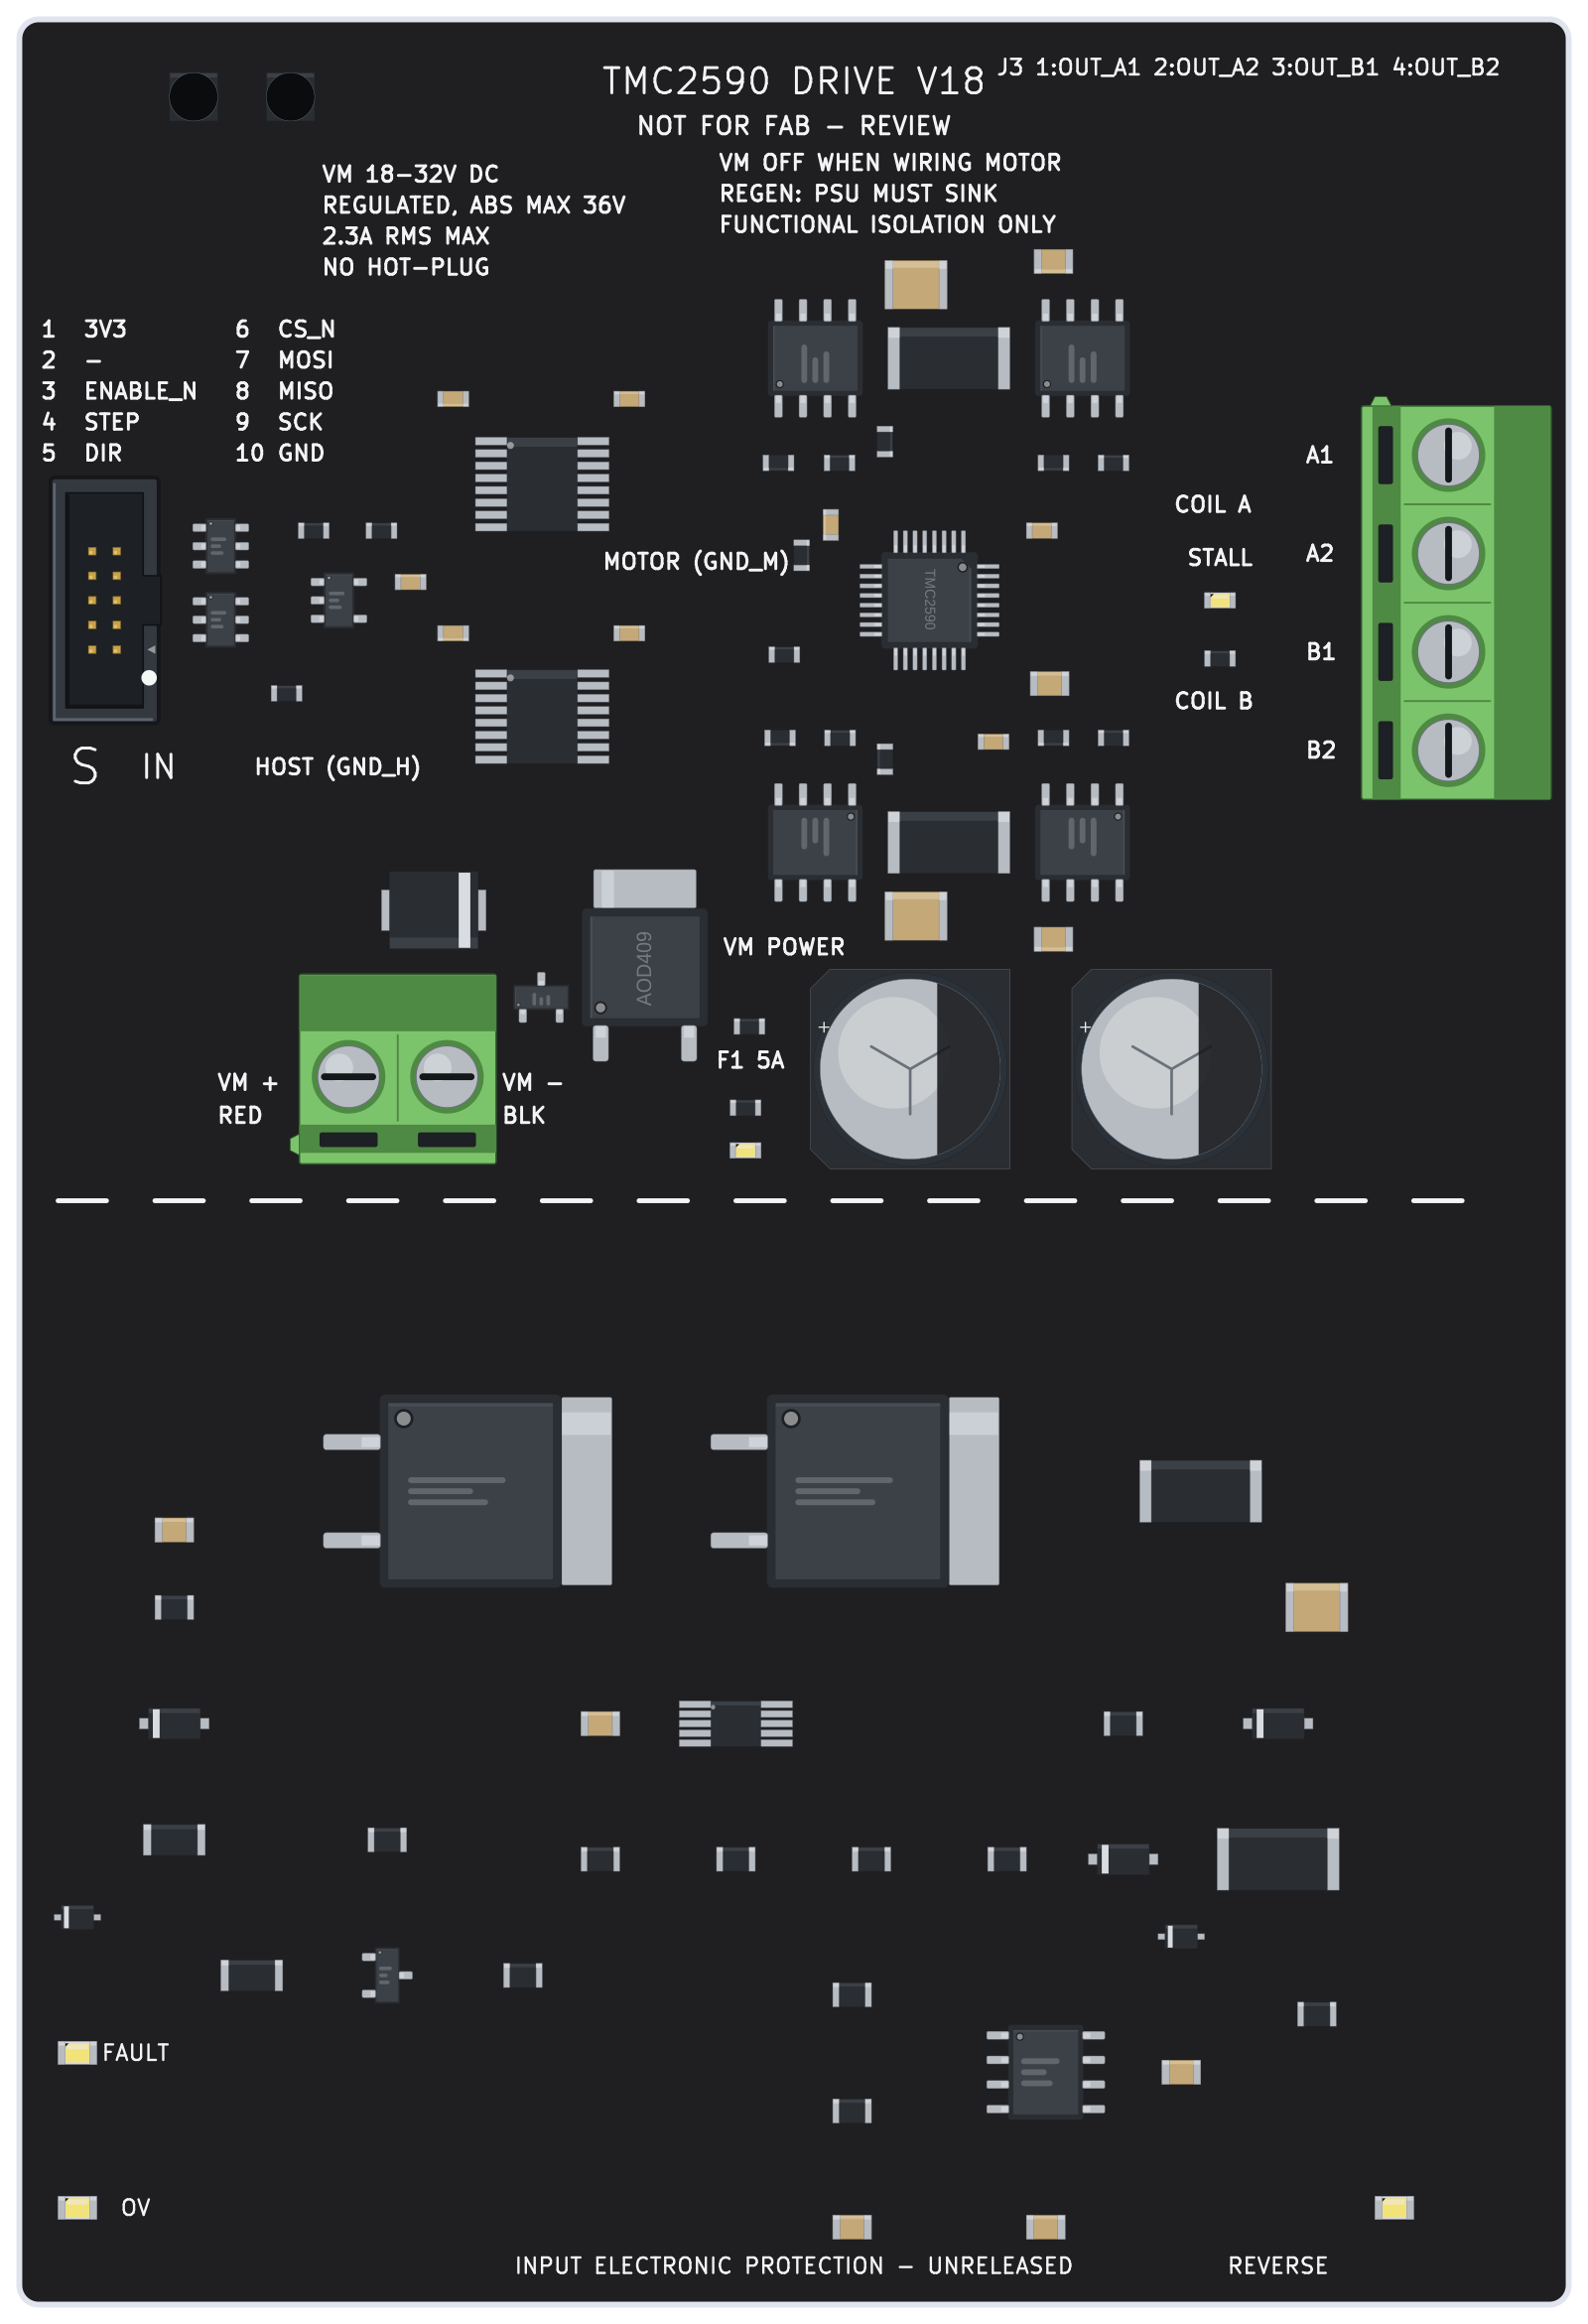 TMC2590 DRIVE V18
J3 1:OUT_A1 2:OUT_A2 3:OUT_B1 4:OUT_B2
NOT FOR FAB – REVIEW
VM 18–32V DC
REGULATED, ABS MAX 36V
2.3A RMS MAX
NO HOT–PLUG
VM OFF WHEN WIRING MOTOR
REGEN: PSU MUST SINK
FUNCTIONAL ISOLATION ONLY
1 3V3 6 CS_N
2 – 7 MOSI
3 ENABLE_N 8 MISO
4 STEP 9 SCK
5 DIR 10 GND
A1
COIL A
A2
STALL
MOTOR (GND_M)
TMC2590
B1
COIL B
B2
S IN
HOST (GND_H)
AOD409
VM POWER
+
+
F1 5A
VM +
RED
VM –
BLK
FAULT
OV
INPUT ELECTRONIC PROTECTION – UNRELEASED
REVERSE